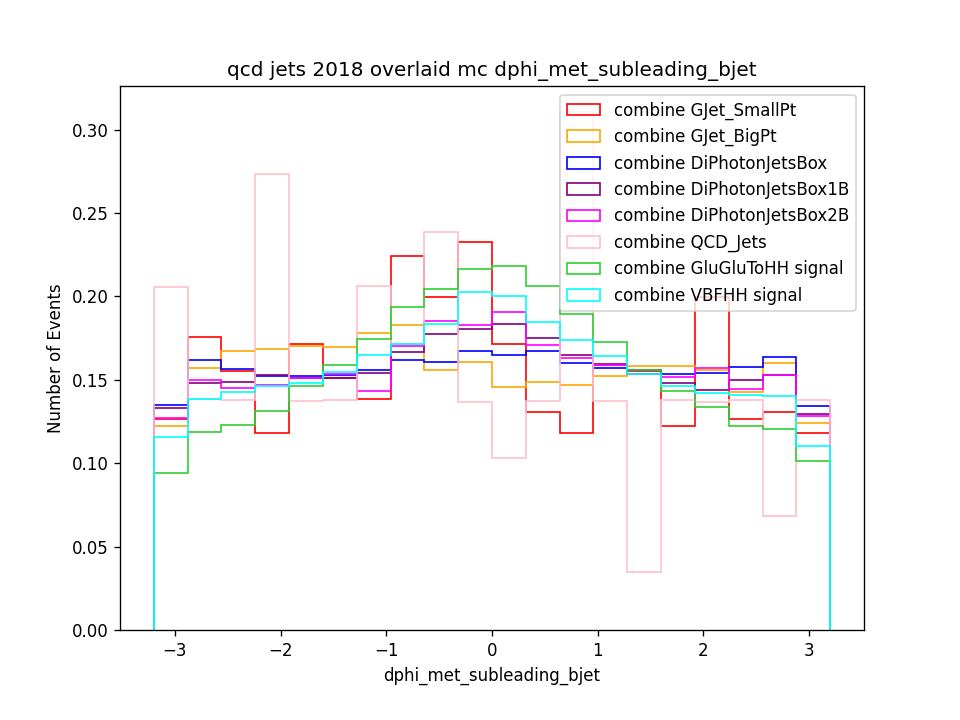 qcd jets 2018 overlaid mc dphi_met_subleading_bjet
combine GJet_SmallPt
combine GJet_BigPt
combine DiPhotonJetsBox
combine DiPhotonJetsBox1B
combine DiPhotonJetsBox2B
combine QCD_Jets
combine GluGluToHH signal
combine VBFHH signal
Number of Events
0.30
0.25
0.20
0.15
0.10
0.05
0.00
−3
−2
−1
0
1
2
3
dphi_met_subleading_bjet